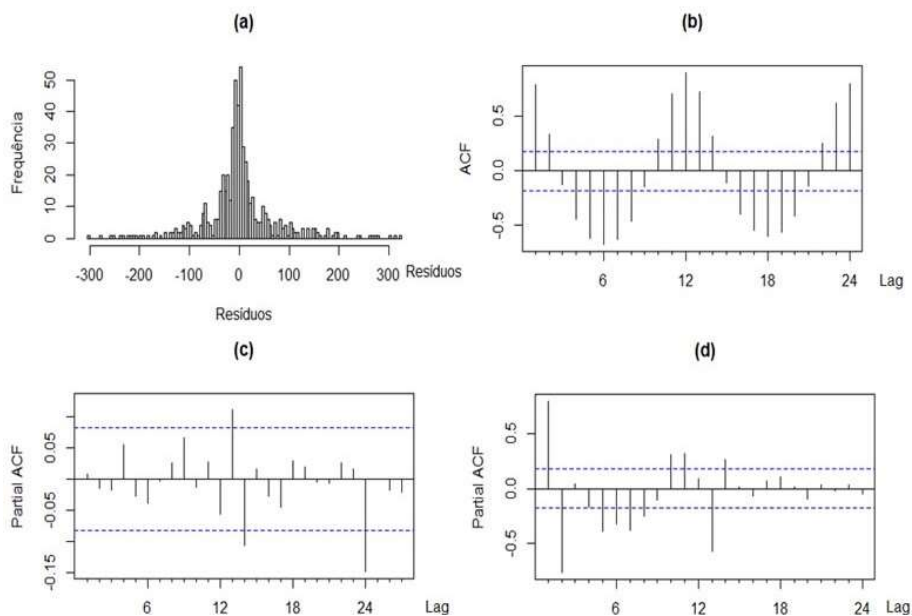 (a)
Frequência
50
40
30
20
10
0
-300
-200
-100
0
100
200
300
Resíduos
Resíduos
(b)
ACF
0.5
0.0
-0.5
6
12
18
24
Lag
(c)
Partial ACF
0.05
-0.05
-0.15
6
12
18
24
Lag
(d)
Partial ACF
0.5
0.0
-0.5
6
12
18
24
Lag